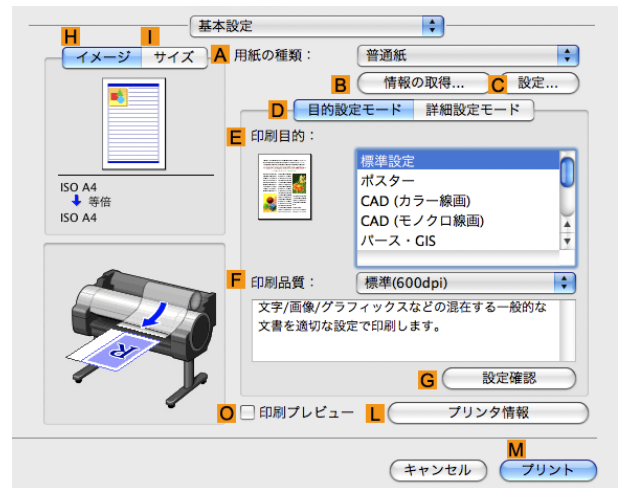 基本設定
H
I
イメージ サイズ
A 用紙の種類： 普通紙
B 情報の取得... C 設定...
D 目的設定モード 詳細設定モード
E 印刷目的：
標準設定
ポスター
CAD (カラー線画)
CAD (モノクロ線画)
パース・GIS
ISO A4
等倍
ISO A4
F 印刷品質： 標準(600dpi)
文字/画像/グラフィックスなどの混在する一般的な
文書を適切な設定で印刷します。
G 設定確認
O 印刷プレビュー L プリンタ情報
M
キャンセル プリント
R